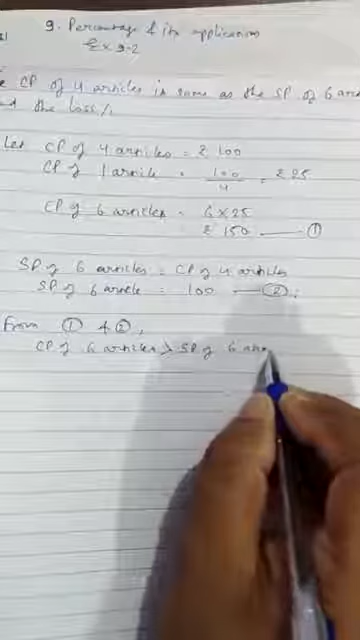 9. Percentage & its application
Ex 9.2
CP of 4 articles is same as the SP of 6
the loss%
Let CP of 4 articles = ₹ 100
CP of 1 article = 100/4 = ₹ 25
CP of 6 articles = 6 × 25
₹ 150 —— ①
SP of 6 articles = CP of 4 articles
SP of 6 article = 100 —— ②
From ① & ②,
CP of 6 articles > SP of 6